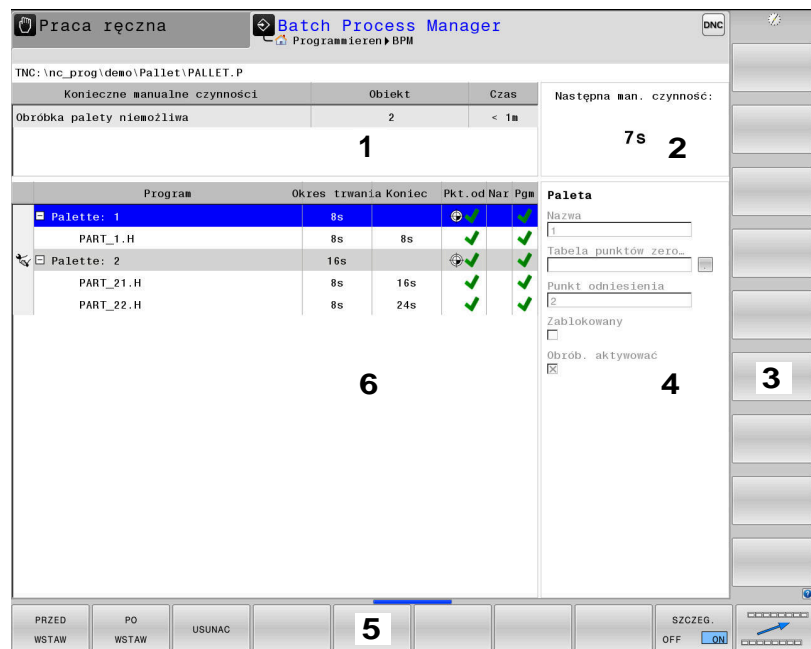 Praca ręczna
Batch Process Manager
Programmieren ▶ BPM
DNC
TNC:\nc_prog\demo\Pallet\PALLET.P
Konieczne manualne czynności Obiekt Czas
Obróbka palety niemożliwa 2 < 1m
1
Następna man. czynność:
7s
2
Program Okres trwania Koniec Pkt.od Nar Pgm
Palette: 1 8s
PART_1.H 8s 8s
Palette: 2 16s
PART_21.H 8s 16s
PART_22.H 8s 24s
6
Paleta
Nazwa
1
Tabela punktów zero…
Punkt odniesienia
2
Zablokowany
Obrób. aktywować
4
3
PRZED WSTAW
PO WSTAW
USUNAC
5
SZCZEG.
OFF ON